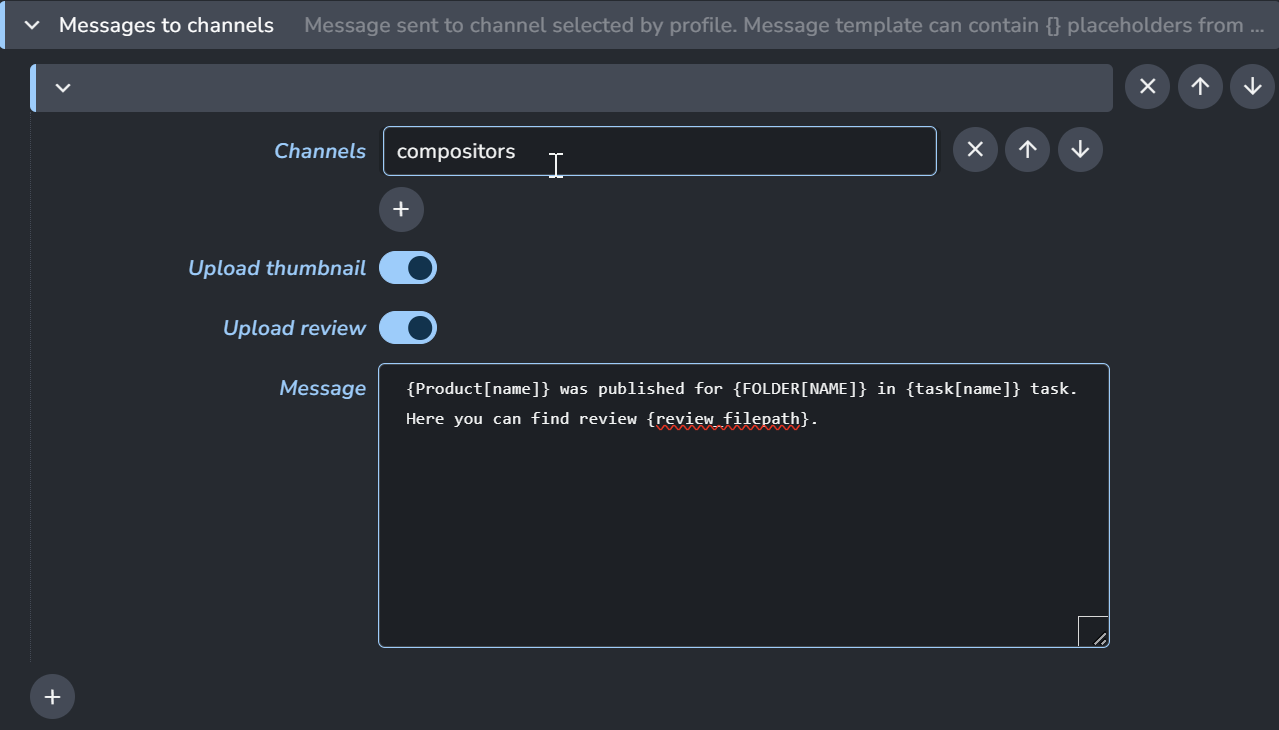 Messages to channels Message sent to channel selected by profile. Message template can contain {} placeholders from ...
Channels compositors
Upload thumbnail
Upload review
Message
{Product[name]} was published for {FOLDER[NAME]} in {task[name]} task.
Here you can find review {review_filepath}.